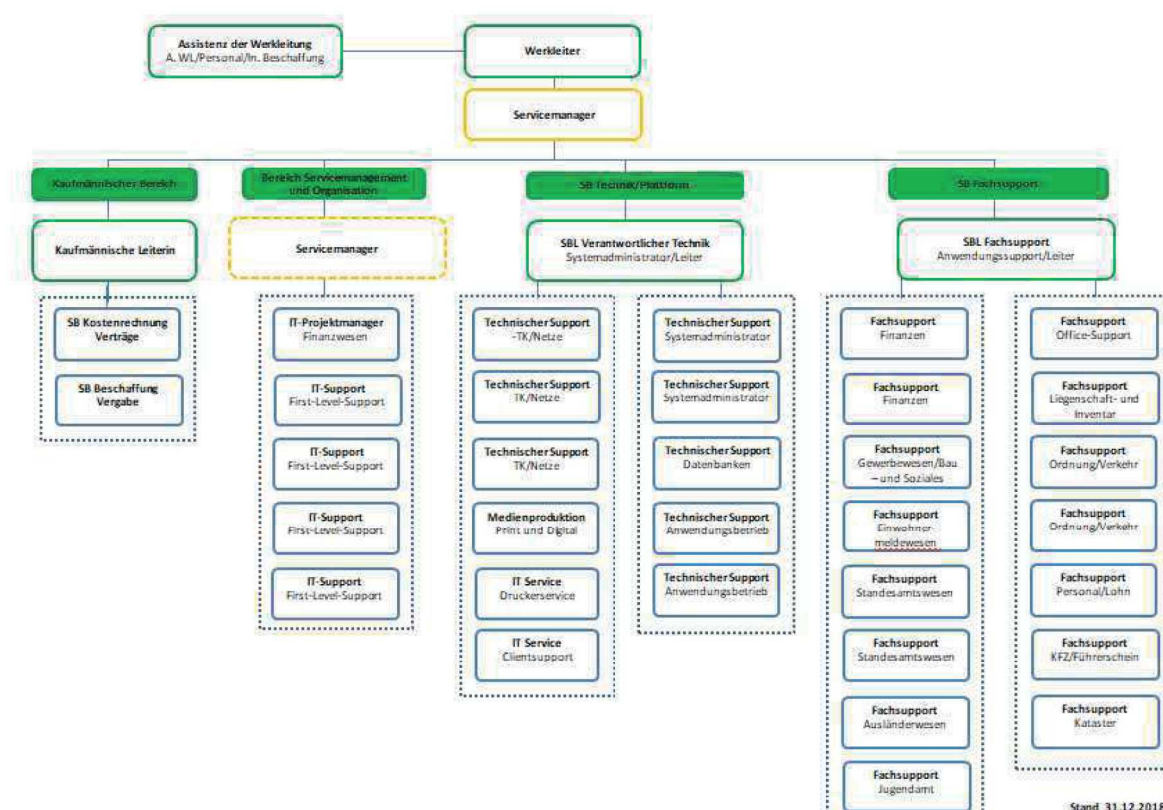 Assistenz der Werkleitung
A. WL/Personal/In. Beschaffung
Werkleiter
Servicemanager
Kaufmännischer Bereich
Bereich Servicemanagement
und Organisation
SB Technik/Plattform
SB Fachsupport
Kaufmännische Leiterin
Servicemanager
SBL Verantwortlicher Technik
Systemadministrator/Leiter
SBL Fachsupport
Anwendungssupport/Leiter
SB Kostenrechnung
Verträge
SB Beschaffung
Vergabe
IT-Projektmanager
Finanzwesen
IT-Support
First-Level-Support
IT-Support
First-Level-Support
IT-Support
First-Level-Support
IT-Support
First-Level-Support
Technischer Support
-TK/Netze
Technischer Support
TK/Netze
Technischer Support
TK/Netze
Medienproduktion
Print und Digital
IT Service
Druckerservice
IT Service
Clientsupport
Technischer Support
Systemadministrator
Technischer Support
Systemadministrator
Technischer Support
Datenbanken
Technischer Support
Anwendungsbetrieb
Technischer Support
Anwendungsbetrieb
Fachsupport
Finanzen
Fachsupport
Finanzen
Fachsupport
Gewerbewesen/Bau
– und Soziales
Fachsupport
Einwohner
meldewesen
Fachsupport
Standesamtswesen
Fachsupport
Standesamtswesen
Fachsupport
Ausländerwesen
Fachsupport
Jugendamt
Fachsupport
Office-Support
Fachsupport
Liegenschaft- und
Inventar
Fachsupport
Ordnung/Verkehr
Fachsupport
Ordnung/Verkehr
Fachsupport
Personal/Lohn
Fachsupport
KFZ/Führerschein
Fachsupport
Kataster
Stand 31.12.2018